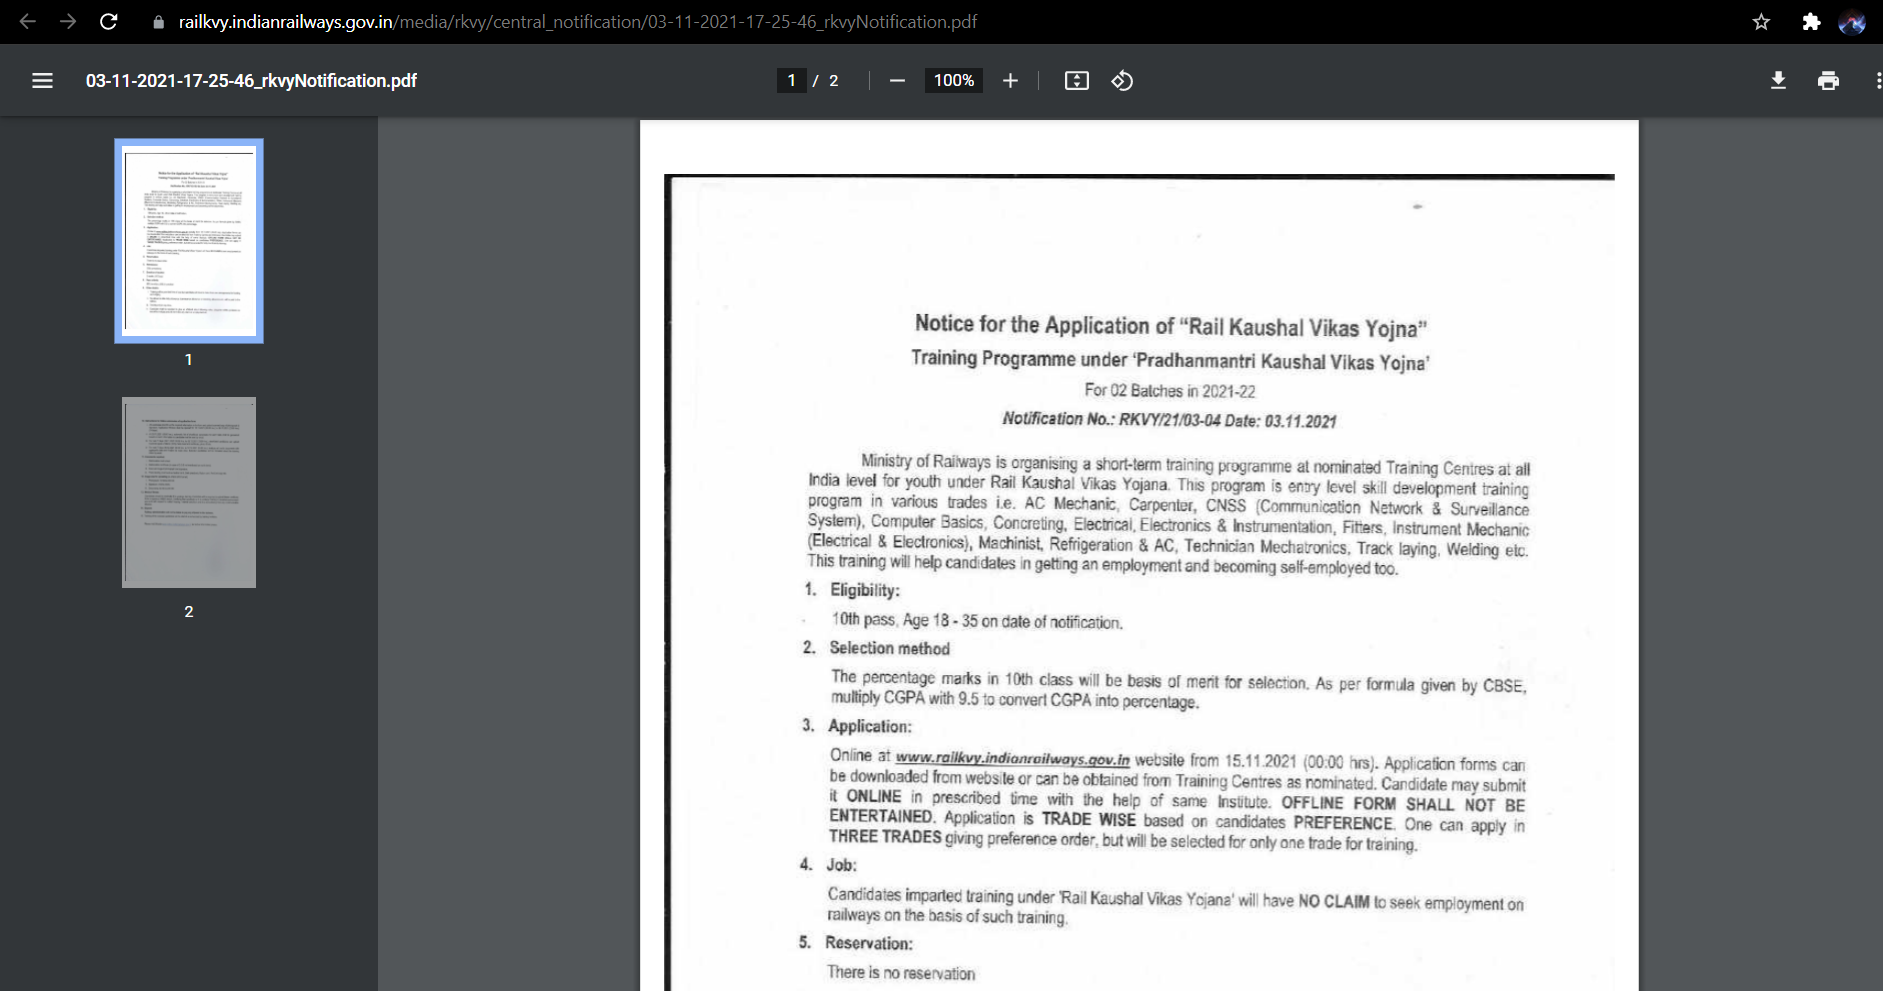 railkvy.indianrailways.gov.in/media/rkvy/central_notification/03-11-2021-17-25-46_rkvyNotification.pdf
03-11-2021-17-25-46_rkvyNotification.pdf
1 / 2
100%
1
2
Notice for the Application of “Rail Kaushal Vikas Yojna”
Training Programme under ‘Pradhanmantri Kaushal Vikas Yojna’
For 02 Batches in 2021-22
Notification No.: RKVY/21/03-04 Date: 03.11.2021
Ministry of Railways is organising a short-term training programme at nominated Training Centres at all
India level for youth under Rail Kaushal Vikas Yojana. This program is entry level skill development training
program in various trades i.e. AC Mechanic, Carpenter, CNSS (Communication Network & Surveillance
System), Computer Basics, Concreting, Electrical, Electronics & Instrumentation, Fitters, Instrument Mechanic
(Electrical & Electronics), Machinist, Refrigeration & AC, Technician Mechatronics, Track laying, Welding etc.
This training will help candidates in getting an employment and becoming self-employed too.
1. Eligibility:
10th pass, Age 18 - 35 on date of notification.
2. Selection method
The percentage marks in 10th class will be basis of merit for selection. As per formula given by CBSE,
multiply CGPA with 9.5 to convert CGPA into percentage.
3. Application:
Online at www.railkvy.indianrailways.gov.in website from 15.11.2021 (00:00 hrs). Application forms can
be downloaded from website or can be obtained from Training Centres as nominated. Candidate may submit
it ONLINE in prescribed time with the help of same Institute. OFFLINE FORM SHALL NOT BE
ENTERTAINED. Application is TRADE WISE based on candidates PREFERENCE. One can apply in
THREE TRADES giving preference order, but will be selected for only one trade for training.
4. Job:
Candidates imparted training under 'Rail Kaushal Vikas Yojana' will have NO CLAIM to seek employment on
railways on the basis of such training.
5. Reservation:
There is no reservation